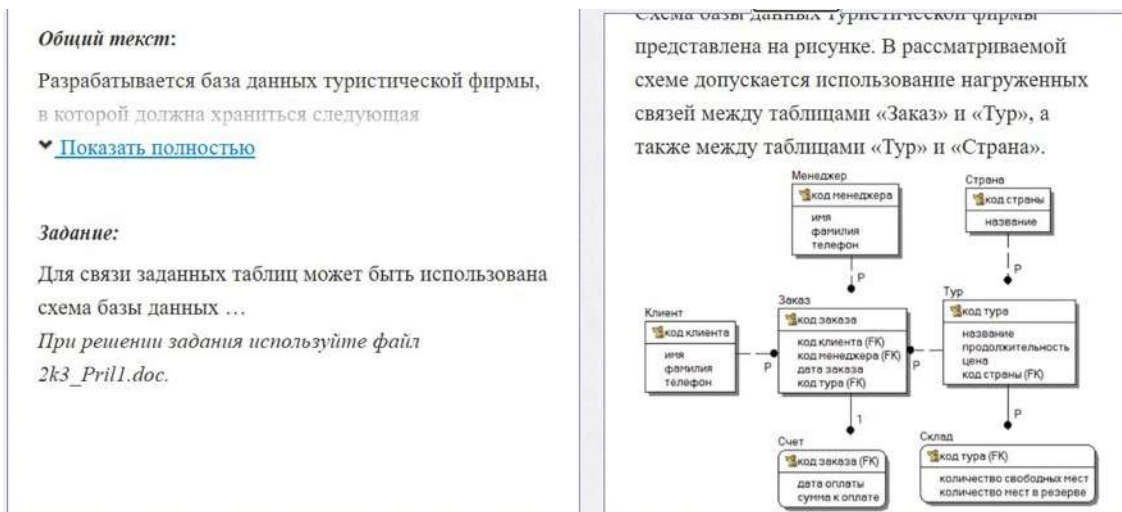 Общий текст:
Разрабатывается база данных туристической фирмы,
в которой должна храниться следующая
Показать полностью
Задание:
Для связи заданных таблиц может быть использована
схема базы данных …
При решении задания используйте файл
2k3_Pril1.doc.
Схема базы данных туристической фирмы
представлена на рисунке. В рассматриваемой
схеме допускается использование нагруженных
связей между таблицами «Заказ» и «Тур», а
также между таблицами «Тур» и «Страна».
Менеджер
код менеджера
имя
фамилия
телефон
Страна
код страны
название
P
P
Клиент
код клиента
имя
фамилия
телефон
P
Заказ
код заказа
код клиента (FK)
код менеджера (FK)
дата заказа
код тура (FK)
P
Тур
код тура
название
продолжительность
цена
код страны (FK)
1
P
Счет
код заказа (FK)
дата оплаты
сумма к оплате
Склад
код тура (FK)
количество свободных мест
количество мест в резерве